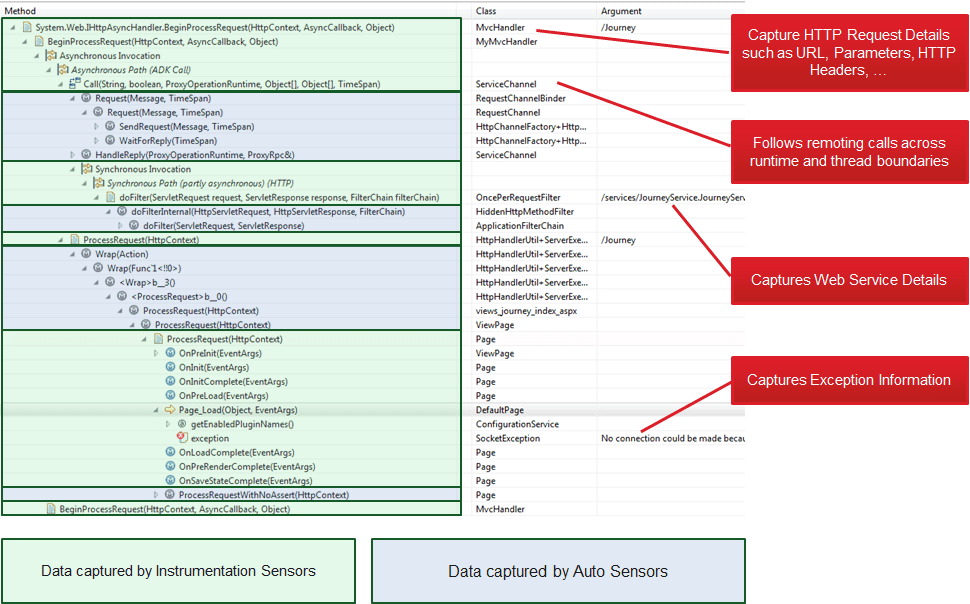 Method Class Argument
System.Web.IHttpAsyncHandler.BeginProcessRequest(HttpContext, AsyncCallback, Object) MvcHandler /Journey
BeginProcessRequest(HttpContext, AsyncCallback, Object) MyMvcHandler
Asynchronous Invocation
Asynchronous Path (ADK Call)
Call(String, boolean, ProxyOperationRuntime, Object[], Object[], TimeSpan) ServiceChannel
Request(Message, TimeSpan) RequestChannelBinder
Request(Message, TimeSpan) RequestChannel
SendRequest(Message, TimeSpan) HttpChannelFactory+Http...
WaitForReply(TimeSpan) HttpChannelFactory+Http...
HandleReply(ProxyOperationRuntime, ProxyRpc&) ServiceChannel
Synchronous Invocation
Synchronous Path (partly asynchronous) (HTTP)
doFilter(ServletRequest request, ServletResponse response, FilterChain filterChain) OncePerRequestFilter /services/JourneyService.JourneyServ
doFilterInternal(HttpServletRequest, HttpServletResponse, FilterChain) HiddenHttpMethodFilter
doFilter(ServletRequest, ServletResponse) ApplicationFilterChain
ProcessRequest(HttpContext) HttpHandlerUtil+ServerExe... /Journey
Wrap(Action) HttpHandlerUtil+ServerExe...
Wrap(Func`1<!!0>) HttpHandlerUtil+ServerExe...
<Wrap>b__3() HttpHandlerUtil+ServerExe...
<ProcessRequest>b__0() HttpHandlerUtil+ServerExe...
ProcessRequest(HttpContext) views_journey_index_aspx
ProcessRequest(HttpContext) ViewPage
ProcessRequest(HttpContext) Page
OnPreInit(EventArgs) ViewPage
OnInit(EventArgs) Page
OnInitComplete(EventArgs) Page
OnPreLoad(EventArgs) Page
Page_Load(Object, EventArgs) DefaultPage
getEnabledPluginNames() ConfigurationService
exception SocketException No connection could be made becau
OnLoadComplete(EventArgs) Page
OnPreRenderComplete(EventArgs) Page
OnSaveStateComplete(EventArgs) Page
ProcessRequestWithNoAssert(HttpContext) Page
BeginProcessRequest(HttpContext, AsyncCallback, Object) MvcHandler
Capture HTTP Request Details
such as URL, Parameters, HTTP
Headers, …
Follows remoting calls across
runtime and thread boundaries
Captures Web Service Details
Captures Exception Information
Data captured by Instrumentation Sensors
Data captured by Auto Sensors